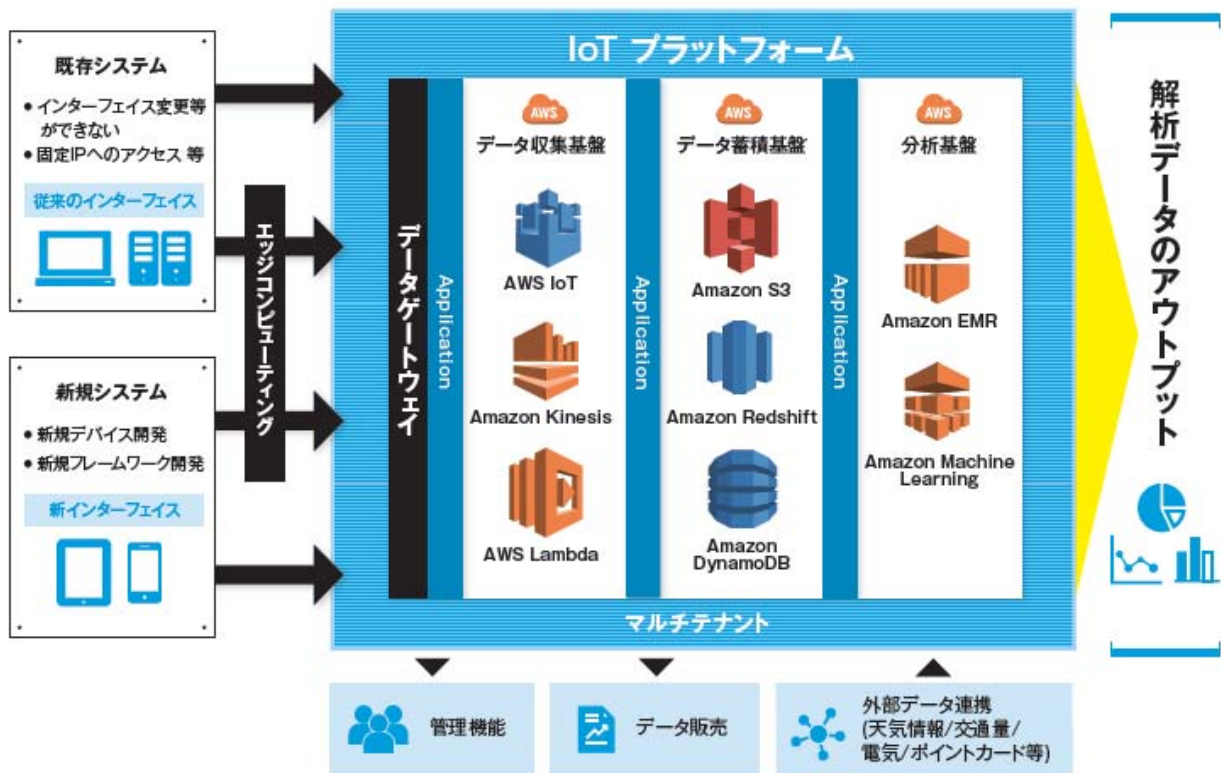 IoT プラットフォーム
既存システム
● インターフェイス変更等
ができない
● 固定IPへのアクセス 等
従来のインターフェイス
新規システム
● 新規デバイス開発
● 新規フレームワーク開発
新インターフェイス
エッジコンピューティング
データゲートウェイ
Application
AWS
データ収集基盤
AWS IoT
Amazon Kinesis
AWS Lambda
Application
AWS
データ蓄積基盤
Amazon S3
Amazon Redshift
Amazon
DynamoDB
Application
AWS
分析基盤
Amazon EMR
Amazon Machine
Learning
マルチテナント
解析データのアウトプット
管理機能
データ販売
外部データ連携
(天気情報/交通量/
電気/ポイントカード等)